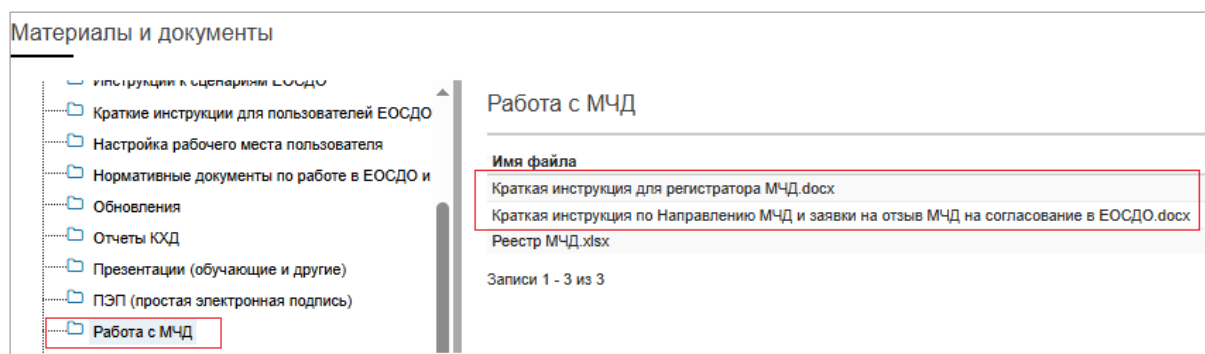 Материалы и документы
Инструкции к сценариям ЕОСДО
Краткие инструкции для пользователей ЕОСДО
Настройка рабочего места пользователя
Нормативные документы по работе в ЕОСДО и
Обновления
Отчеты КХД
Презентации (обучающие и другие)
ПЭП (простая электронная подпись)
Работа с МЧД
Работа с МЧД
Имя файла
Краткая инструкция для регистратора МЧД.docx
Краткая инструкция по Направлению МЧД и заявки на отзыв МЧД на согласование в ЕОСДО.docx
Реестр МЧД.xlsx
Записи 1 - 3 из 3